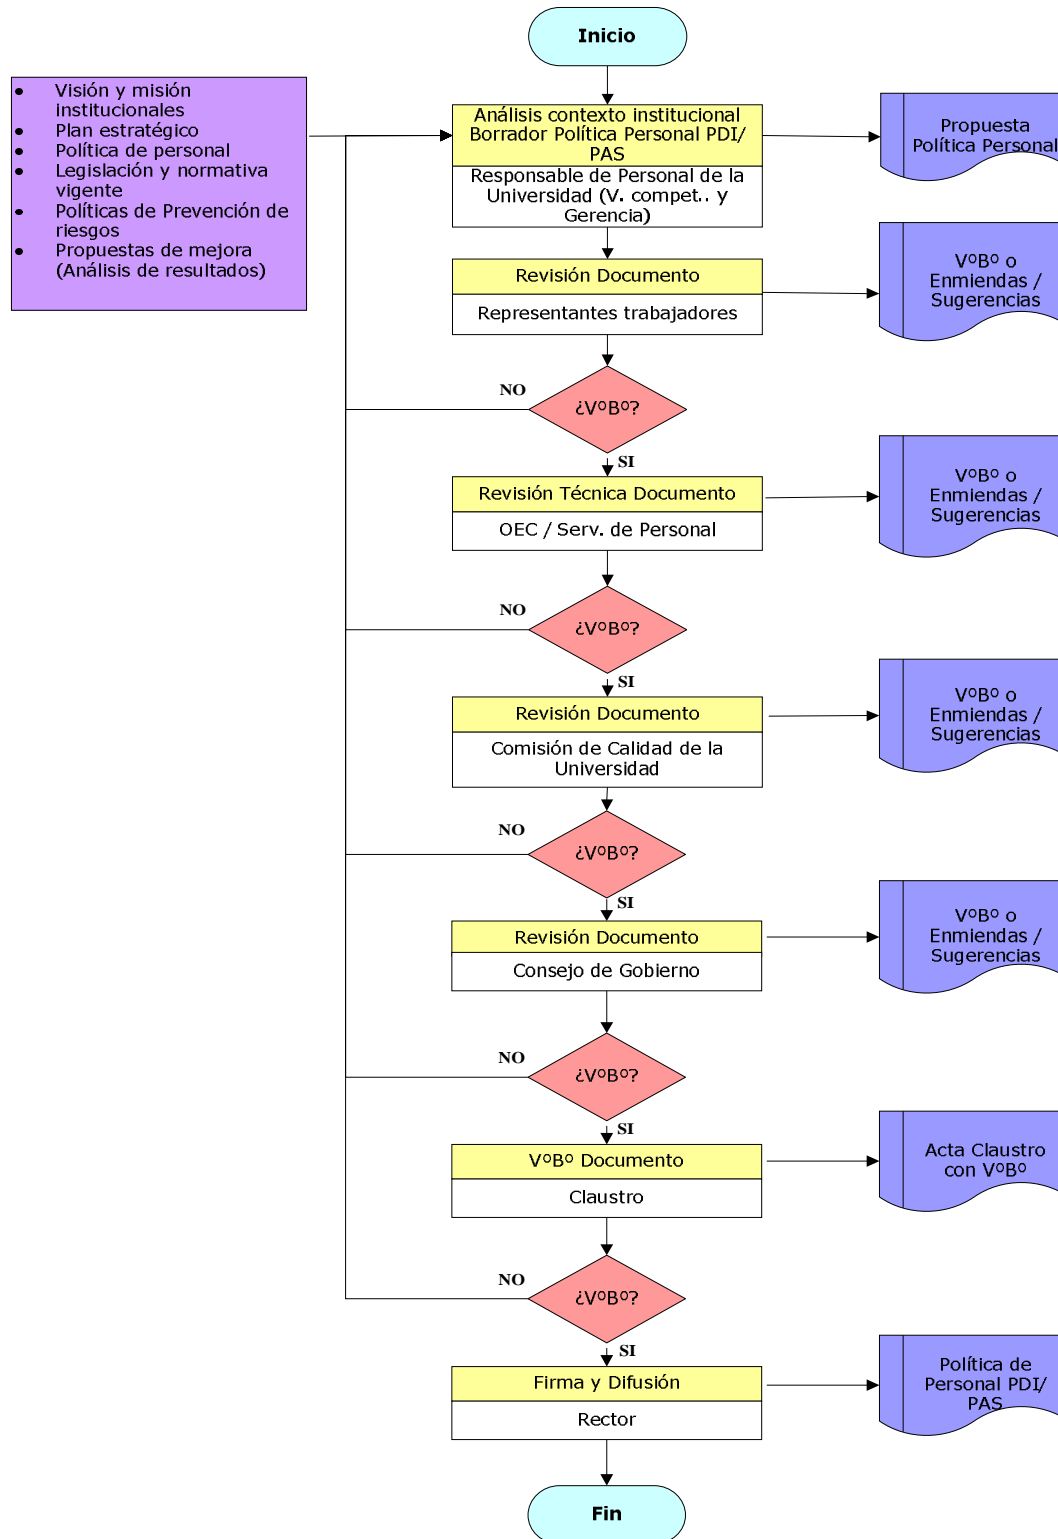 Inicio
• Visión y misión
institucionales
• Plan estratégico
• Política de personal
• Legislación y normativa
vigente
• Políticas de Prevención de
riesgos
• Propuestas de mejora
(Análisis de resultados)
Análisis contexto institucional
Borrador Política Personal PDI/
PAS
Responsable de Personal de la
Universidad (V. compet.. y
Gerencia)
Propuesta
Política Personal
Revisión Documento
Representantes trabajadores
VºBº o
Enmiendas /
Sugerencias
¿VºBº?
NO
SI
Revisión Técnica Documento
OEC / Serv. de Personal
VºBº o
Enmiendas /
Sugerencias
¿VºBº?
NO
SI
Revisión Documento
Comisión de Calidad de la
Universidad
VºBº o
Enmiendas /
Sugerencias
¿VºBº?
NO
SI
Revisión Documento
Consejo de Gobierno
VºBº o
Enmiendas /
Sugerencias
¿VºBº?
NO
SI
VºBº Documento
Claustro
Acta Claustro
con VºBº
¿VºBº?
NO
SI
Firma y Difusión
Rector
Política de
Personal PDI/
PAS
Fin